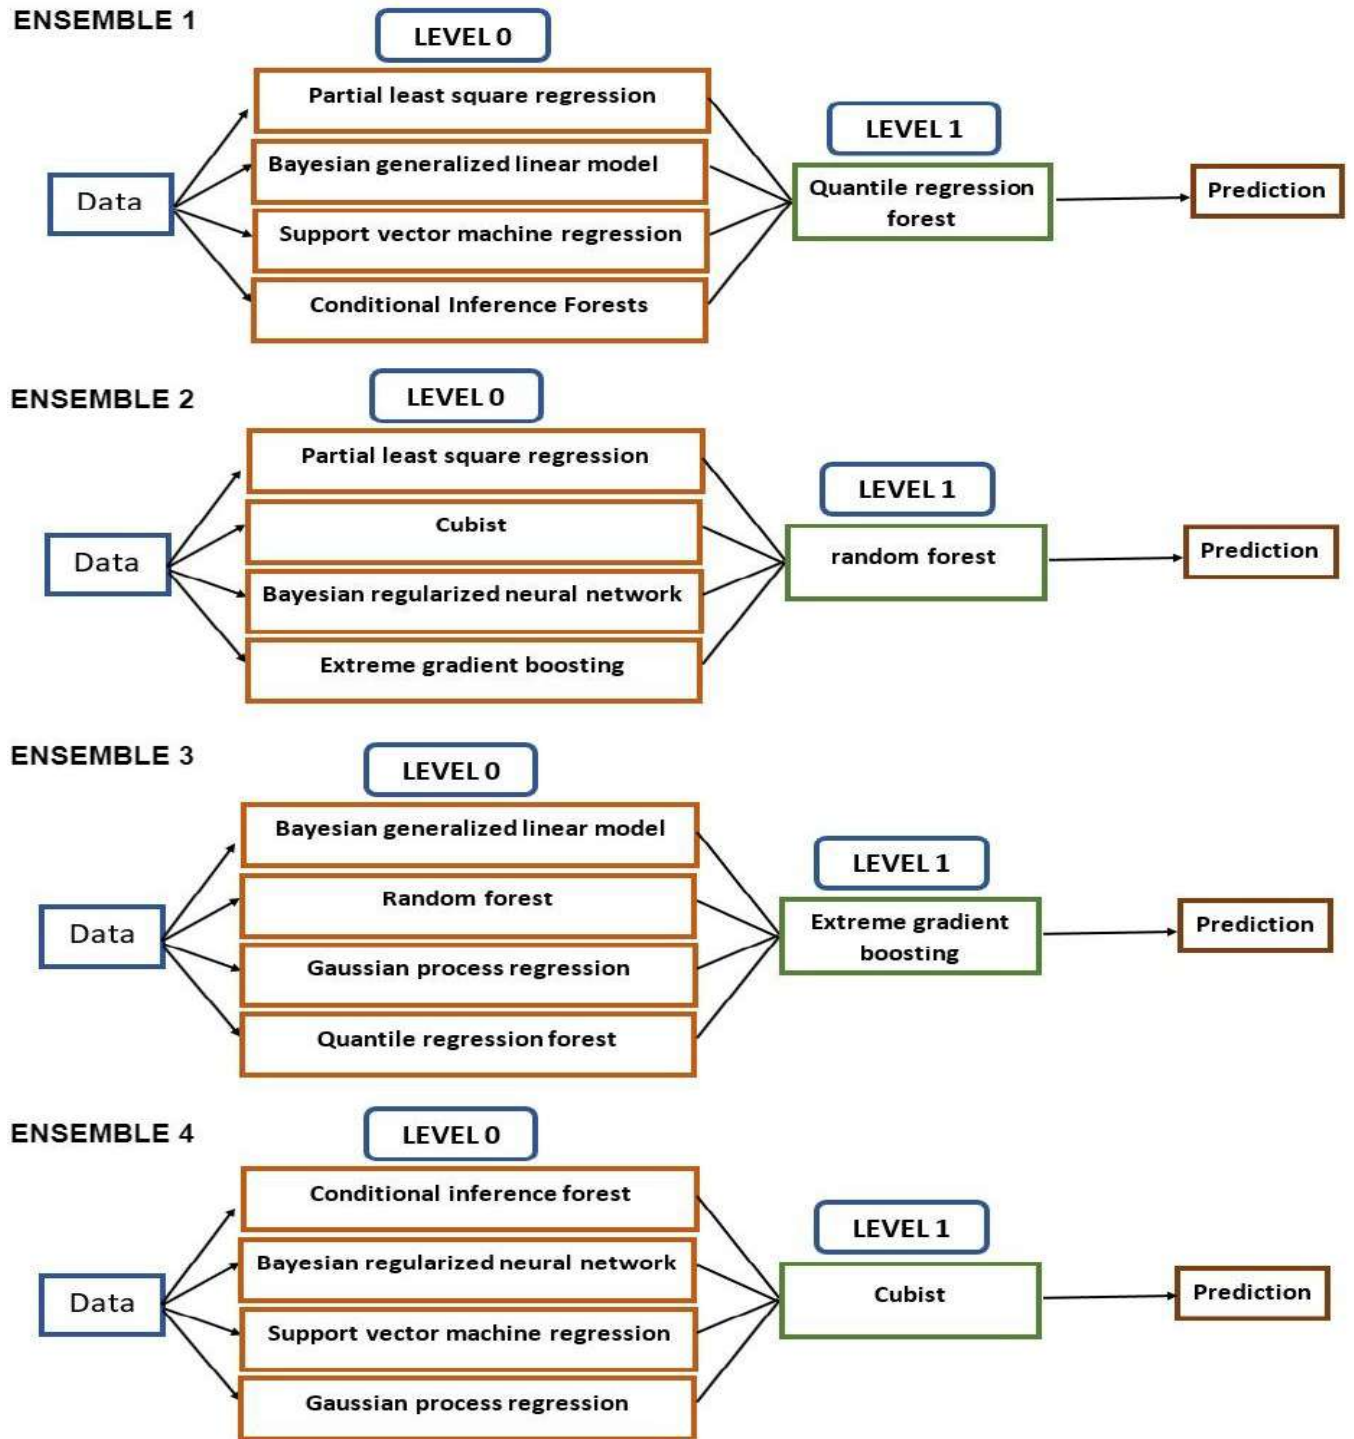 ENSEMBLE 1
LEVEL 0
Partial least square regression
LEVEL 1
Bayesian generalized linear model
Data
Quantile regression
forest
Prediction
Support vector machine regression
Conditional Inference Forests
ENSEMBLE 2
LEVEL 0
Partial least square regression
LEVEL 1
Cubist
Data
random forest
Prediction
Bayesian regularized neural network
Extreme gradient boosting
ENSEMBLE 3
LEVEL 0
Bayesian generalized linear model
LEVEL 1
Random forest
Data
Extreme gradient
boosting
Prediction
Gaussian process regression
Quantile regression forest
ENSEMBLE 4
LEVEL 0
Conditional inference forest
LEVEL 1
Bayesian regularized neural network
Data
Cubist
Prediction
Support vector machine regression
Gaussian process regression